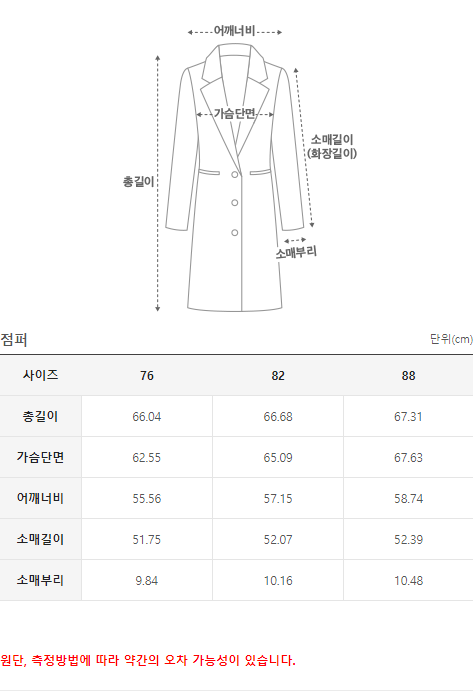 어깨너비
가슴단면
소매길이
(화장길이)
총길이
소매부리
점퍼 단위(cm)
사이즈 76 82 88
총길이 66.04 66.68 67.31
가슴단면 62.55 65.09 67.63
어깨너비 55.56 57.15 58.74
소매길이 51.75 52.07 52.39
소매부리 9.84 10.16 10.48
원단, 측정방법에 따라 약간의 오차 가능성이 있습니다.